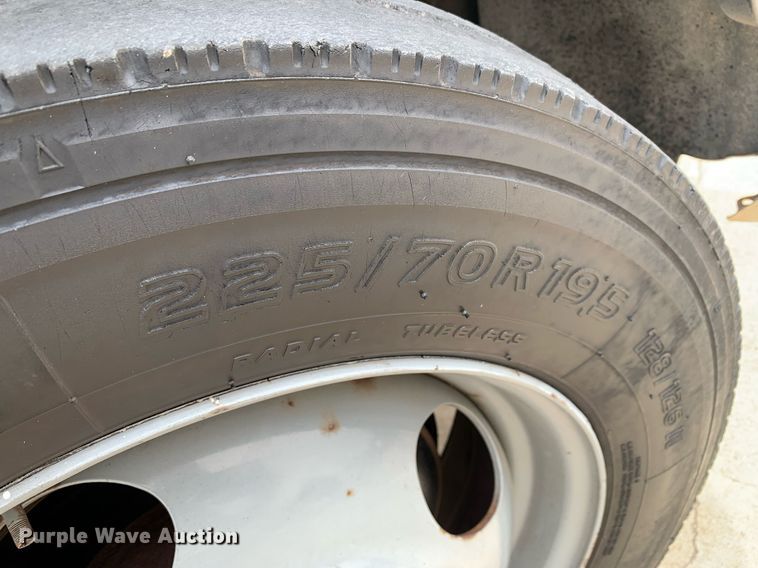 225/70R19.5
128/126
RADIAL TUBELESS
Purple Wave Auction